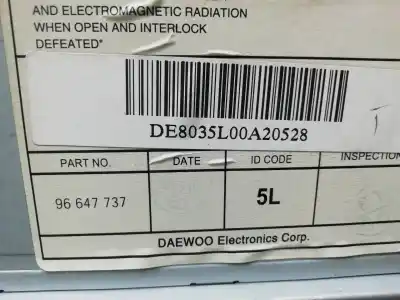 AND ELECTROMAGNETIC RADIATION
WHEN OPEN AND INTERLOCK
DEFEATED"
DE8035L00A20528
PART NO. DATE ID CODE INSPECTION
96 647 737 5L
DAEWOO Electronics Corp.